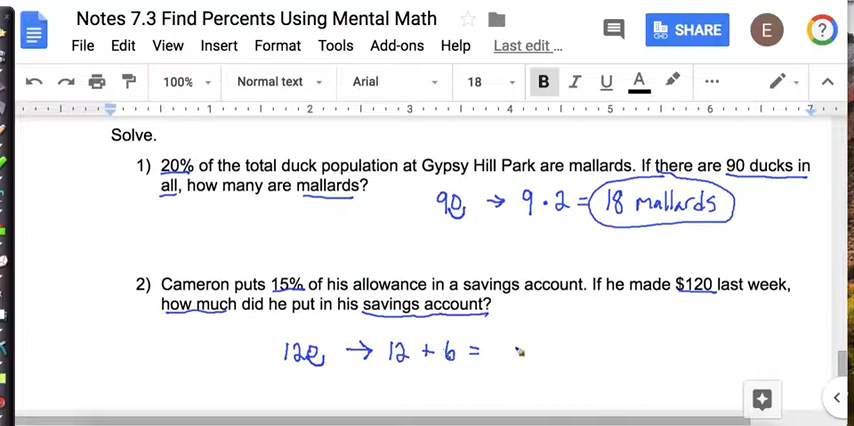 Notes 7.3 Find Percents Using Mental Math
File Edit View Insert Format Tools Add-ons Help Last edit ...
SHARE
E
?
100% Normal text Arial 18 B I U A ...
1 2 3 4 5 6 7
Solve.
1) 20% of the total duck population at Gypsy Hill Park are mallards. If there are 90 ducks in
all, how many are mallards?
90 → 9 · 2 = 18 mallards
2) Cameron puts 15% of his allowance in a savings account. If he made $120 last week,
how much did he put in his savings account?
120 → 12 + 6 =